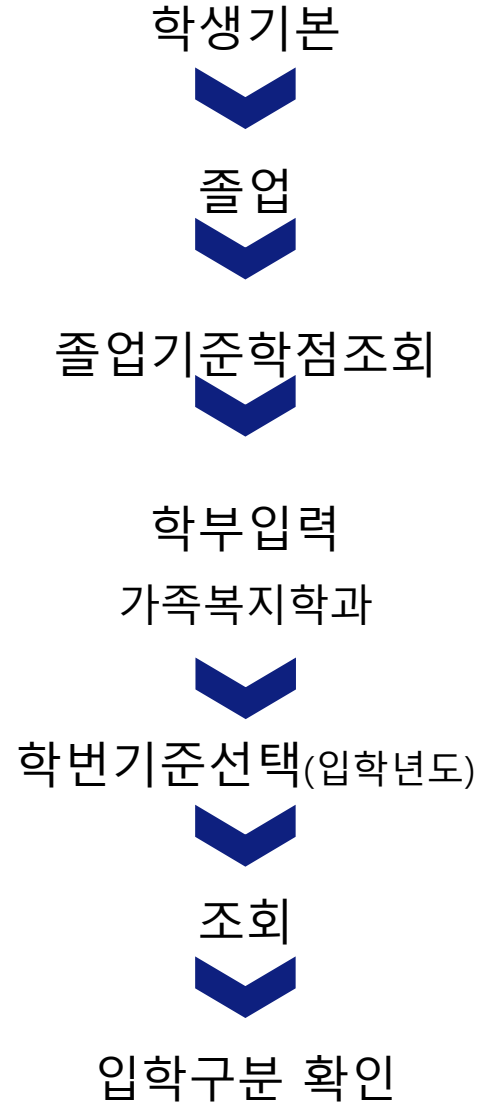 학생기본
졸업
졸업기준학점조회
학부입력
가족복지학과
학번기준선택(입학년도)
조회
입학구분 확인